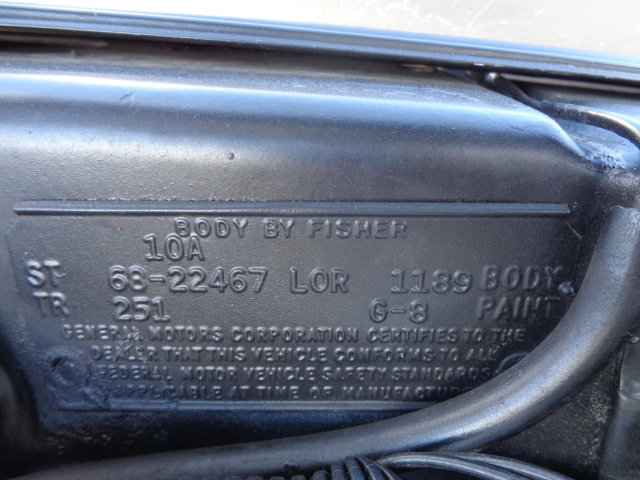 BODY BY FISHER
10A
ST 68-22467 LOR 1189 BODY
TR 251 G-8 PAINT
GENERAL MOTORS CORPORATION CERTIFIES TO THE
DEALER THAT THIS VEHICLE CONFORMS TO ALL
FEDERAL MOTOR VEHICLE SAFETY STANDARDS
APPLICABLE AT TIME OF MANUFACTURE